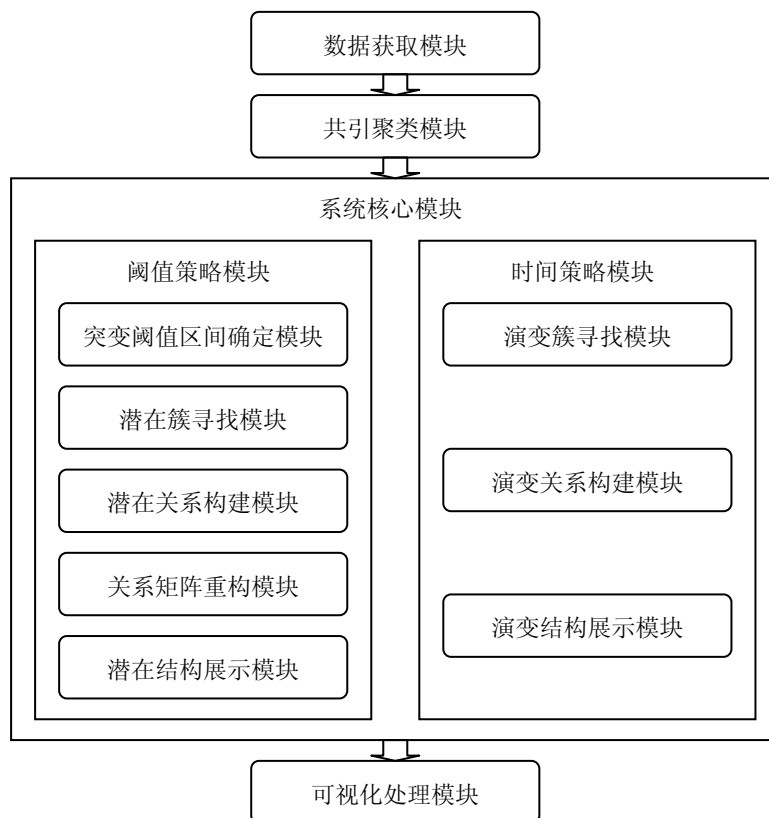 数据获取模块
共引聚类模块
系统核心模块
阈值策略模块
突变阈值区间确定模块
潜在簇寻找模块
潜在关系构建模块
关系矩阵重构模块
潜在结构展示模块
时间策略模块
演变簇寻找模块
演变关系构建模块
演变结构展示模块
可视化处理模块